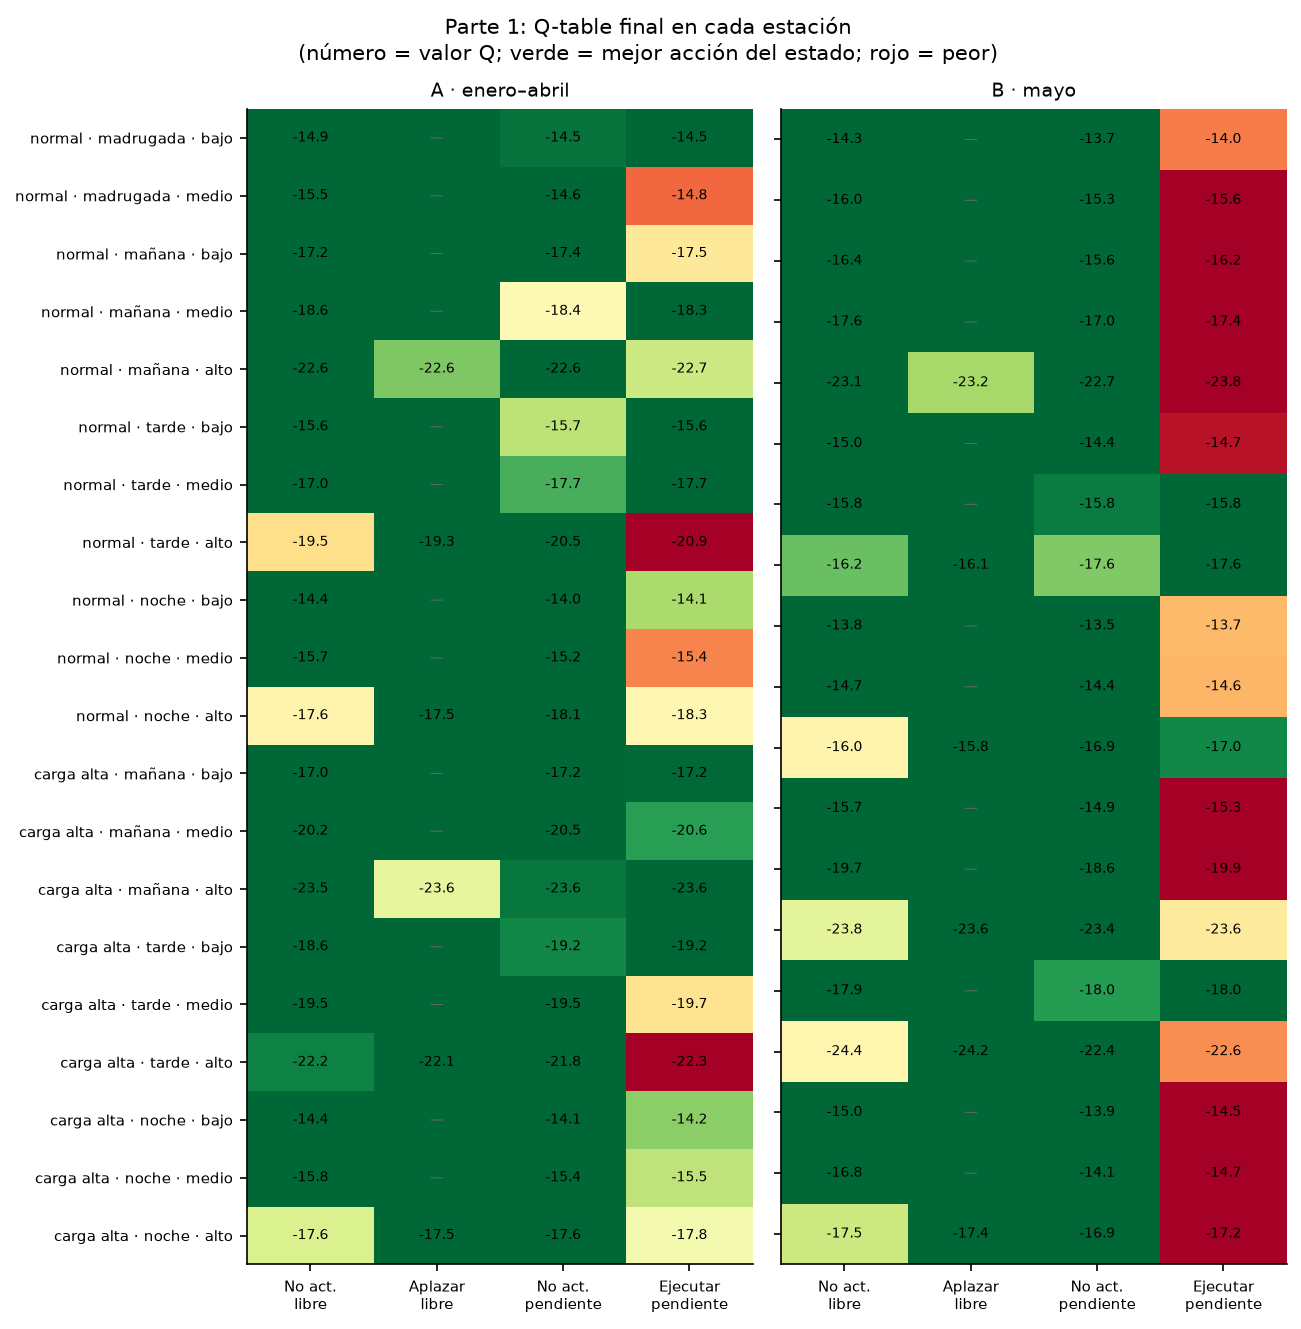 Parte 1: Q-table final en cada estación
(número = valor Q; verde = mejor acción del estado; rojo = peor)
A · enero–abril
normal · madrugada · bajo -14.9 — -14.5 -14.5
normal · madrugada · medio -15.5 — -14.6 -14.8
normal · mañana · bajo -17.2 — -17.4 -17.5
normal · mañana · medio -18.6 — -18.4 -18.3
normal · mañana · alto -22.6 -22.6 -22.6 -22.7
normal · tarde · bajo -15.6 — -15.7 -15.6
normal · tarde · medio -17.0 — -17.7 -17.7
normal · tarde · alto -19.5 -19.3 -20.5 -20.9
normal · noche · bajo -14.4 — -14.0 -14.1
normal · noche · medio -15.7 — -15.2 -15.4
normal · noche · alto -17.6 -17.5 -18.1 -18.3
carga alta · mañana · bajo -17.0 — -17.2 -17.2
carga alta · mañana · medio -20.2 — -20.5 -20.6
carga alta · mañana · alto -23.5 -23.6 -23.6 -23.6
carga alta · tarde · bajo -18.6 — -19.2 -19.2
carga alta · tarde · medio -19.5 — -19.5 -19.7
carga alta · tarde · alto -22.2 -22.1 -21.8 -22.3
carga alta · noche · bajo -14.4 — -14.1 -14.2
carga alta · noche · medio -15.8 — -15.4 -15.5
carga alta · noche · alto -17.6 -17.5 -17.6 -17.8
No act. Aplazar No act. Ejecutar
libre libre pendiente pendiente
B · mayo
-14.3 — -13.7 -14.0
-16.0 — -15.3 -15.6
-16.4 — -15.6 -16.2
-17.6 — -17.0 -17.4
-23.1 -23.2 -22.7 -23.8
-15.0 — -14.4 -14.7
-15.8 — -15.8 -15.8
-16.2 -16.1 -17.6 -17.6
-13.8 — -13.5 -13.7
-14.7 — -14.4 -14.6
-16.0 -15.8 -16.9 -17.0
-15.7 — -14.9 -15.3
-19.7 — -18.6 -19.9
-23.8 -23.6 -23.4 -23.6
-17.9 — -18.0 -18.0
-24.4 -24.2 -22.4 -22.6
-15.0 — -13.9 -14.5
-16.8 — -14.1 -14.7
-17.5 -17.4 -16.9 -17.2
No act. Aplazar No act. Ejecutar
libre libre pendiente pendiente